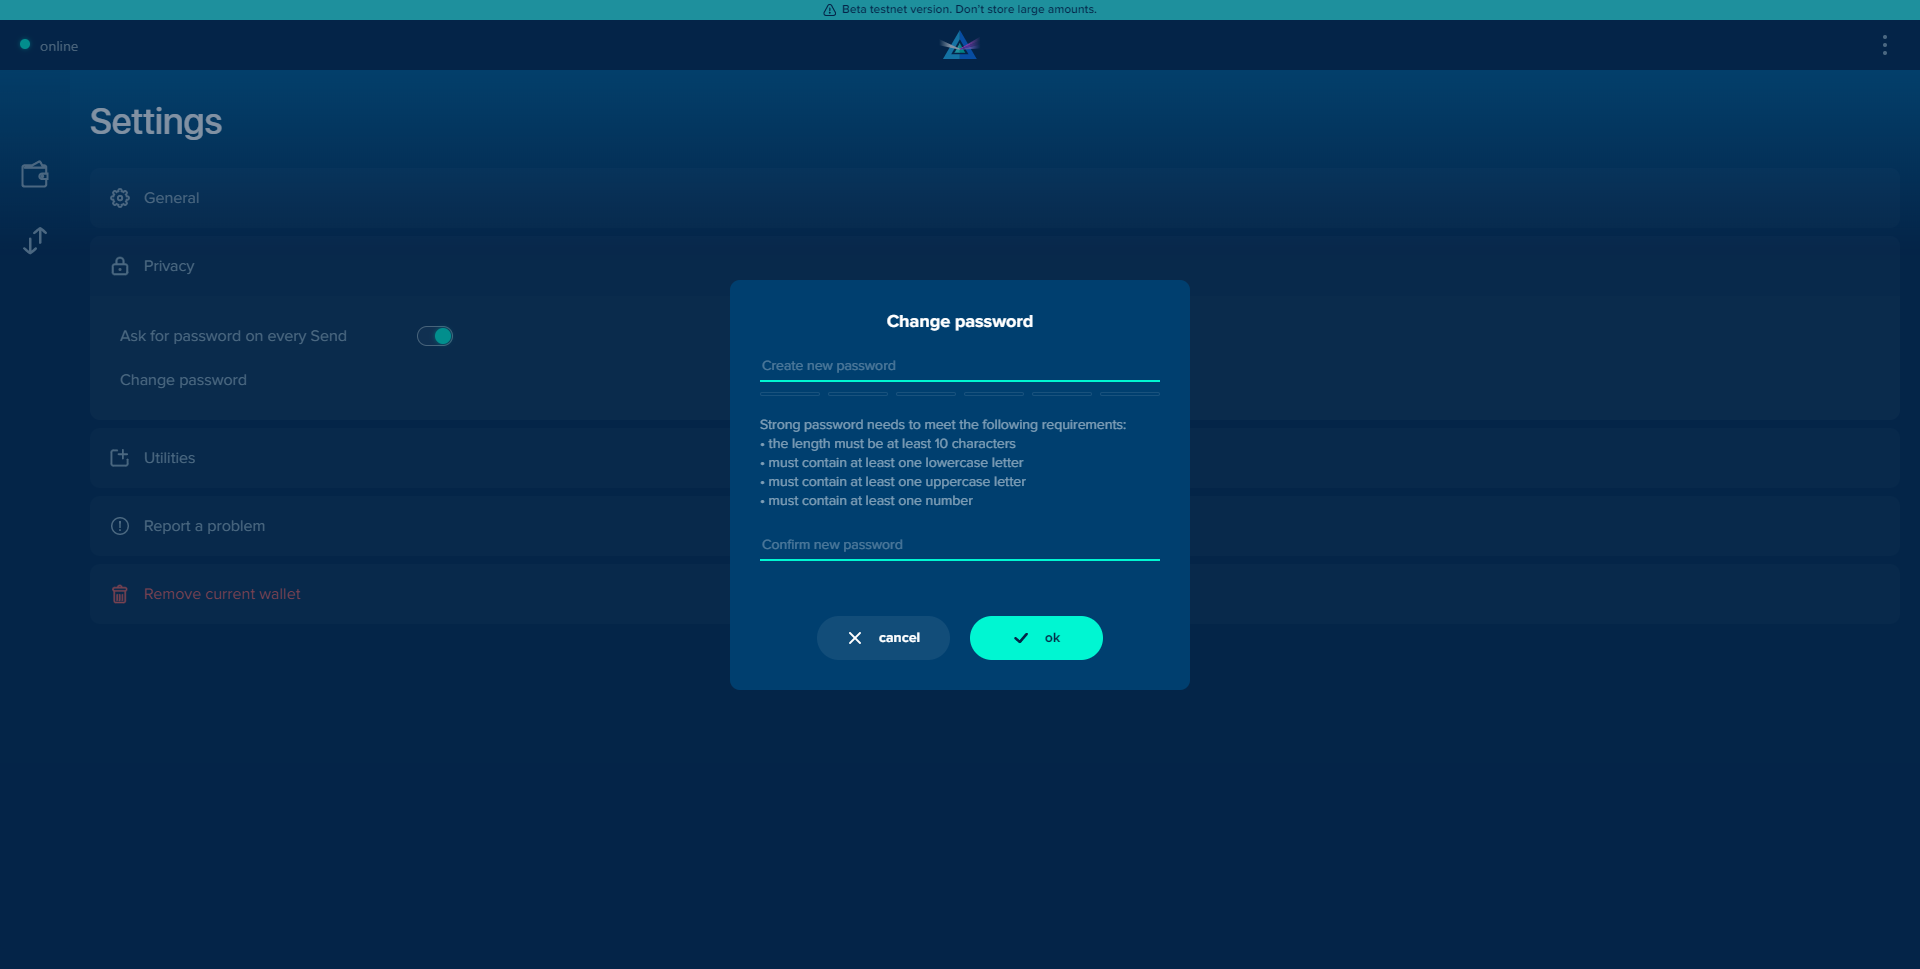 Beta testnet version. Don't store large amounts.
online
Settings
General
Privacy
Ask for password on every Send
Change password
Utilities
Report a problem
Remove current wallet
Change password
Create new password
Strong password needs to meet the following requirements:
• the length must be at least 10 characters
• must contain at least one lowercase letter
• must contain at least one uppercase letter
• must contain at least one number
Confirm new password
cancel
ok